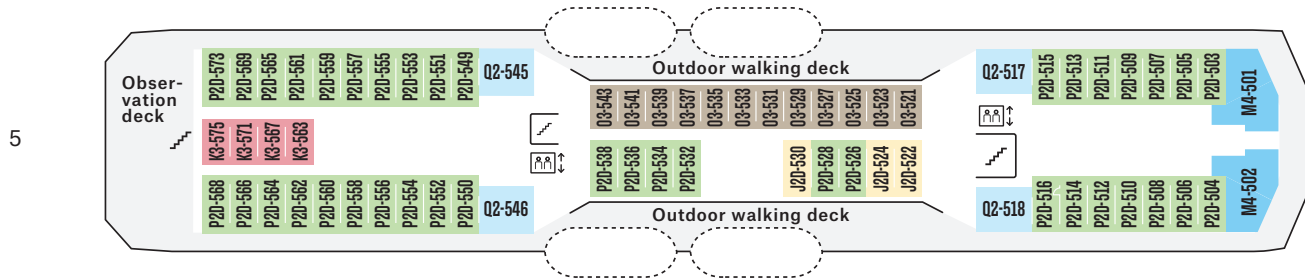 5
Obser-
vation
deck
P2D-573
P2D-569
P2D-565
P2D-561
P2D-559
P2D-557
P2D-555
P2D-553
P2D-551
P2D-549
Q2-545
K3-575
K3-571
K3-567
K3-563
P2D-568
P2D-566
P2D-564
P2D-562
P2D-560
P2D-558
P2D-556
P2D-554
P2D-552
P2D-550
Q2-546
Outdoor walking deck
O3-543
O3-541
O3-539
O3-537
O3-535
O3-533
O3-531
O3-529
O3-527
O3-525
O3-523
O3-521
P2D-538
P2D-536
P2D-534
P2D-532
J2D-530
P2D-528
P2D-526
J2D-524
J2D-522
Outdoor walking deck
Q2-517
P2D-515
P2D-513
P2D-511
P2D-509
P2D-507
P2D-505
P2D-503
M4-501
Q2-518
P2D-516
P2D-514
P2D-512
P2D-510
P2D-508
P2D-506
P2D-504
M4-502